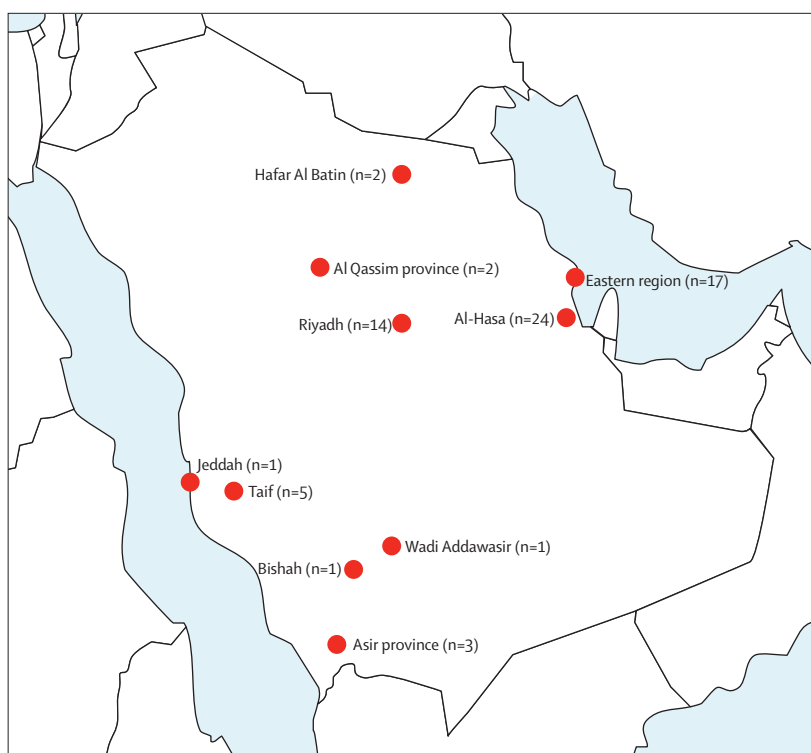 Hafar Al Batin (n=2)
Al Qassim province (n=2)
Eastern region (n=17)
Riyadh (n=14)
Al-Hasa (n=24)
Jeddah (n=1)
Taif (n=5)
Wadi Addawasir (n=1)
Bishah (n=1)
Asir province (n=3)